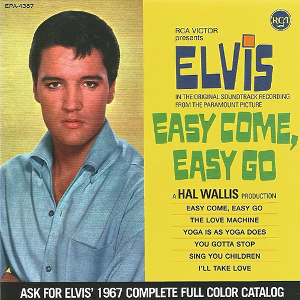 EPA-4387
RCA VICTOR
presents
RCA
ELVIS
IN THE ORIGINAL SOUNDTRACK RECORDING
FROM THE PARAMOUNT PICTURE
EASY COME,
EASY GO
A HAL WALLIS PRODUCTION
EASY COME, EASY GO
THE LOVE MACHINE
YOGA IS AS YOGA DOES
YOU GOTTA STOP
SING YOU CHILDREN
I'LL TAKE LOVE
ASK FOR ELVIS' 1967 COMPLETE FULL COLOR CATALOG